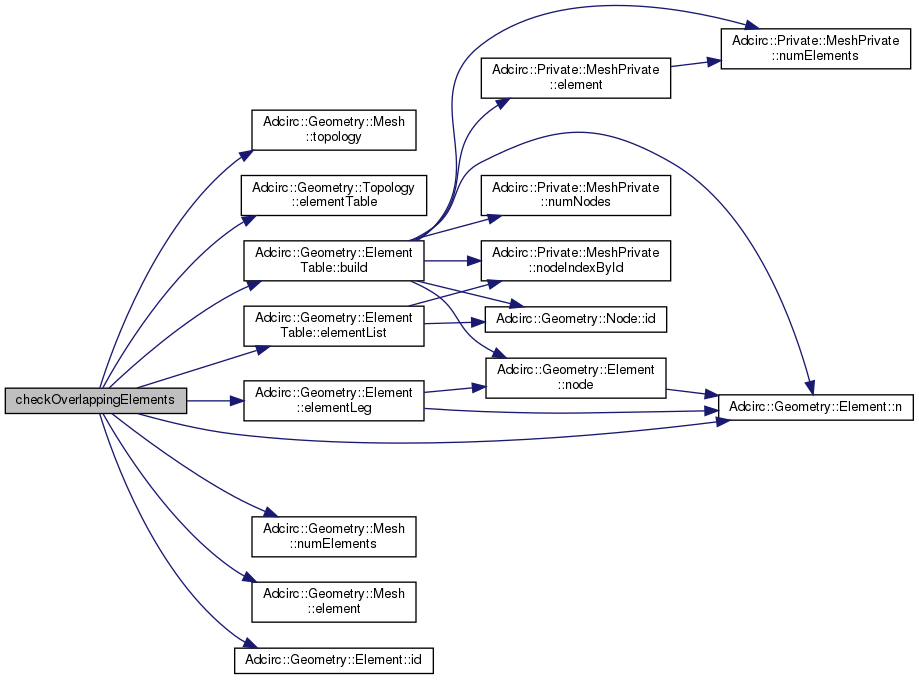 checkOverlappingElements
Adcirc::Geometry::Mesh
::topology
Adcirc::Geometry::Topology
::elementTable
Adcirc::Geometry::Element
Table::build
Adcirc::Geometry::Element
Table::elementList
Adcirc::Geometry::Element
::elementLeg
Adcirc::Geometry::Mesh
::numElements
Adcirc::Geometry::Mesh
::element
Adcirc::Geometry::Element::id
Adcirc::Private::MeshPrivate
::element
Adcirc::Private::MeshPrivate
::numNodes
Adcirc::Private::MeshPrivate
::nodeIndexById
Adcirc::Geometry::Node::id
Adcirc::Geometry::Element
::node
Adcirc::Private::MeshPrivate
::numElements
Adcirc::Geometry::Element::n